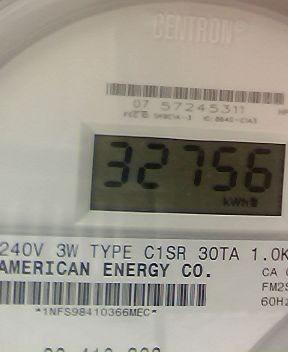 CENTRON®
07 57245311
32756
kWh
240V 3W TYPE C1SR 30TA 1.0K
AMERICAN ENERGY CO.
CA
FM2S
60Hz
*1NFS98410366MEC*